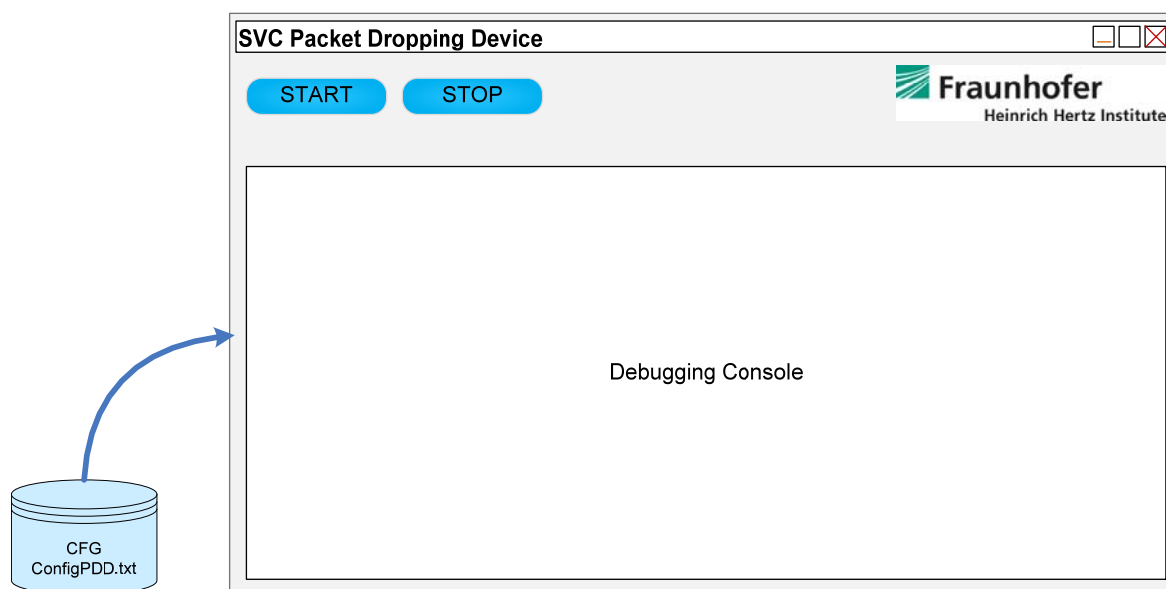 SVC Packet Dropping Device
START
STOP
Fraunhofer
Heinrich Hertz Institute
Debugging Console
CFG
ConfigPDD.txt